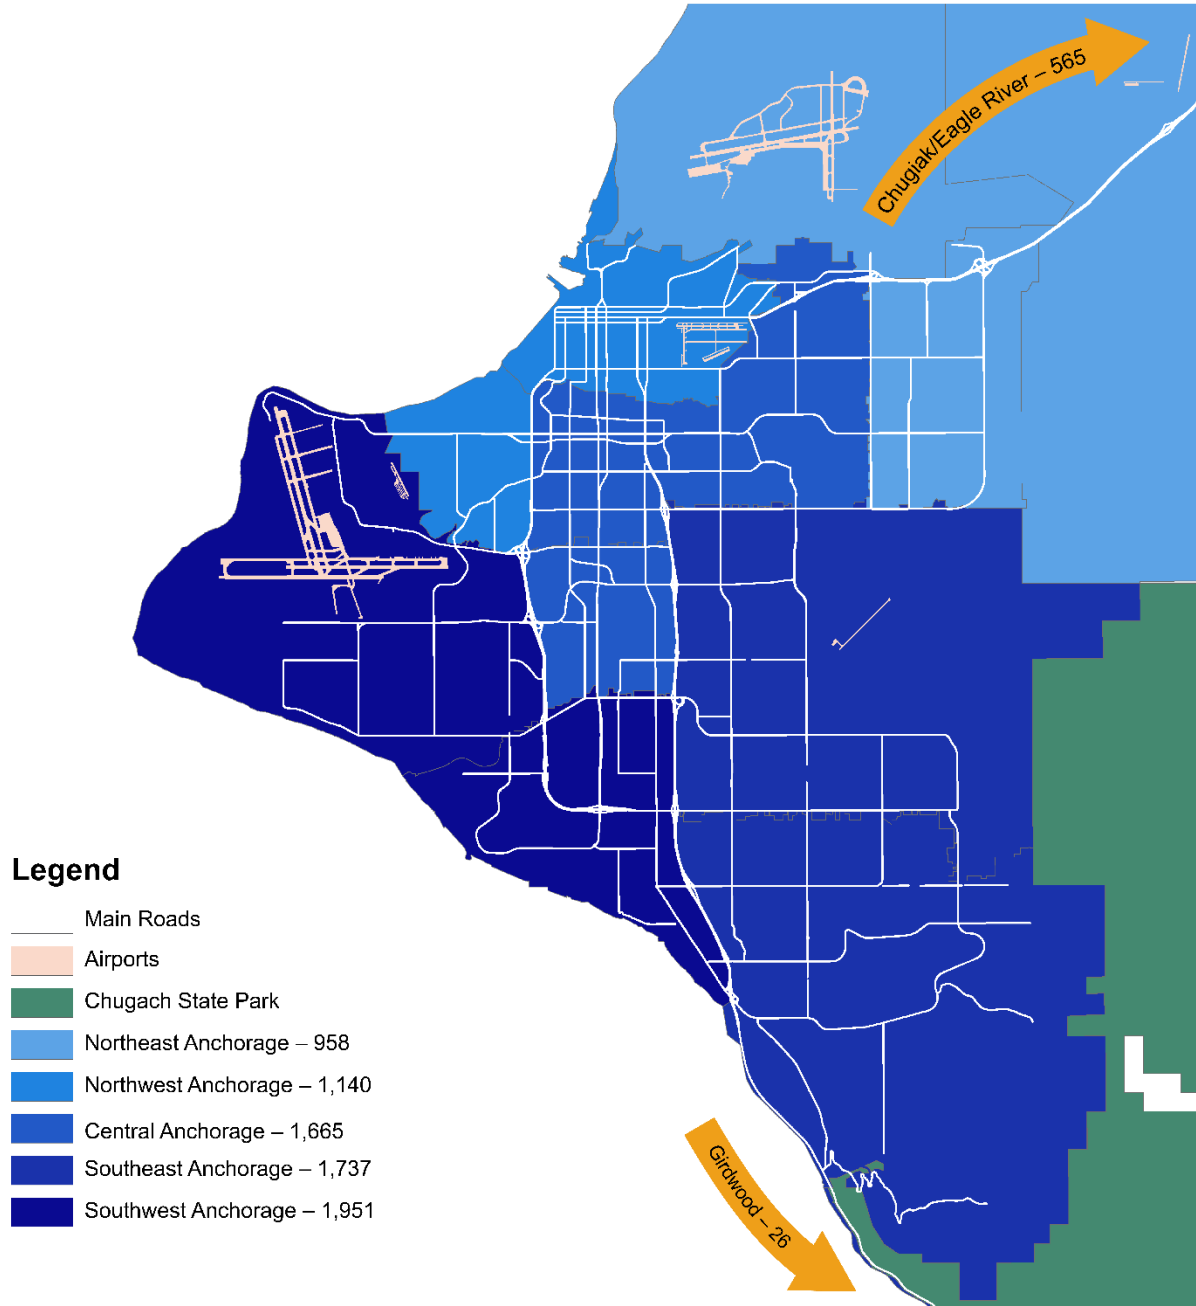 Chugiak/Eagle River – 565
Legend
Main Roads
Airports
Chugach State Park
Northeast Anchorage – 958
Northwest Anchorage – 1,140
Central Anchorage – 1,665
Southeast Anchorage – 1,737
Southwest Anchorage – 1,951
Girdwood – 26